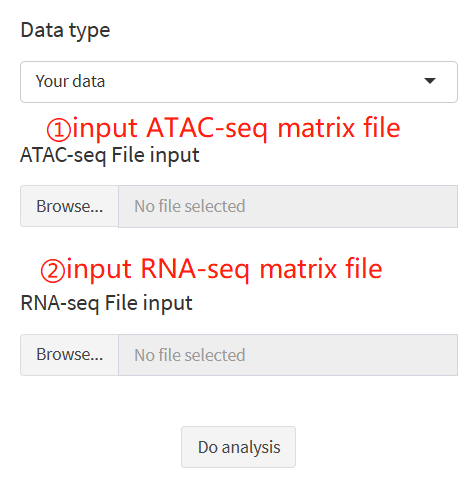 Data type
Your data
①input ATAC-seq matrix file
ATAC-seq File input
Browse... No file selected
②input RNA-seq matrix file
RNA-seq File input
Browse... No file selected
Do analysis